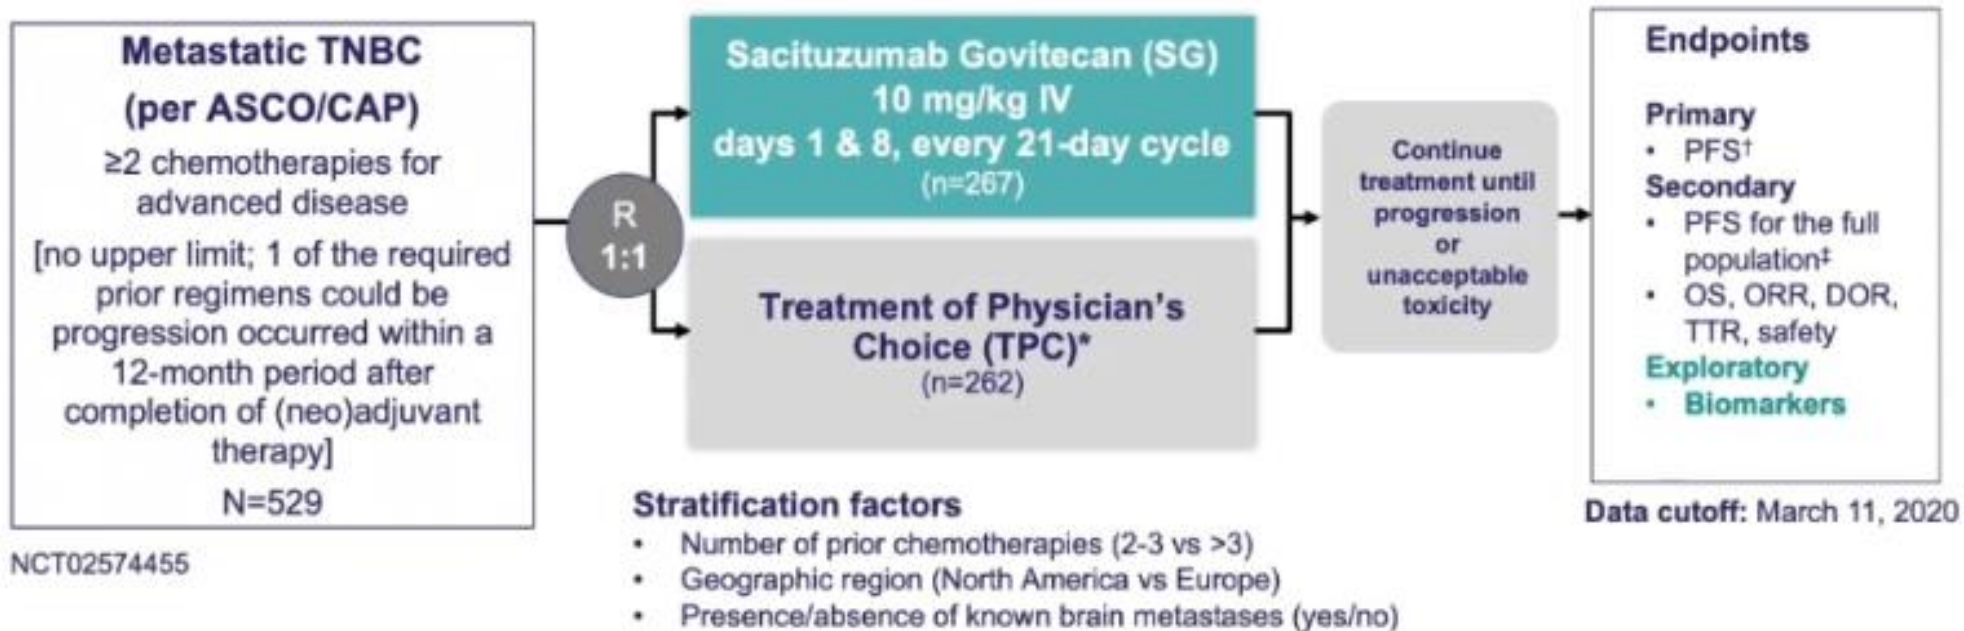 Metastatic TNBC
(per ASCO/CAP)
≥2 chemotherapies for
advanced disease
[no upper limit; 1 of the required
prior regimens could be
progression occurred within a
12-month period after
completion of (neo)adjuvant
therapy]
N=529
NCT02574455
R
1:1
Sacituzumab Govitecan (SG)
10 mg/kg IV
days 1 & 8, every 21-day cycle
(n=267)
Treatment of Physician's
Choice (TPC)*
(n=262)
Continue
treatment until
progression
or
unacceptable
toxicity
Endpoints
Primary
• PFS†
Secondary
• PFS for the full
population‡
• OS, ORR, DOR,
TTR, safety
Exploratory
• Biomarkers
Data cutoff: March 11, 2020
Stratification factors
• Number of prior chemotherapies (2-3 vs >3)
• Geographic region (North America vs Europe)
• Presence/absence of known brain metastases (yes/no)